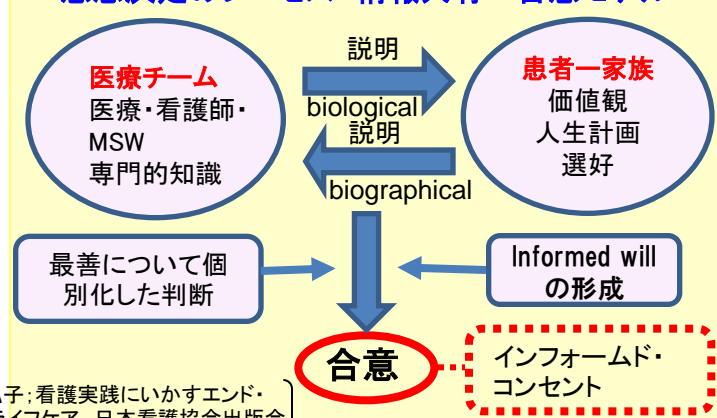 医療チーム
医療・看護師・
MSW
専門的知識
説明
biological
説明
biographical
患者ー家族
価値観
人生計画
選好
最善について個
別化した判断
Informed will
の形成
合意
インフォームド・
コンセント
子;看護実践にいかすエンド・